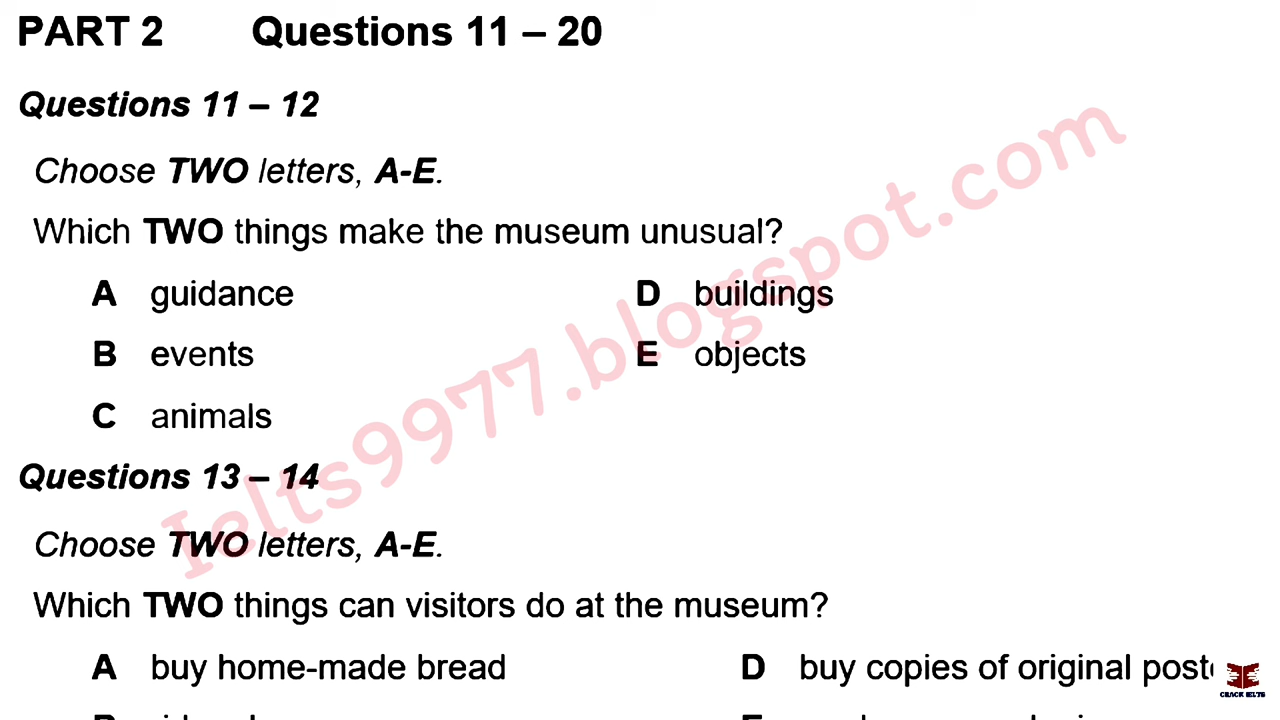 PART 2 Questions 11 – 20
Questions 11 – 12
Choose TWO letters, A-E.
Which TWO things make the museum unusual?
A guidance D buildings
B events E objects
C animals
Questions 13 – 14
Choose TWO letters, A-E.
Which TWO things can visitors do at the museum?
A buy home-made bread D buy copies of original
Ielts9977.blogspot.com
CRACK IELTS